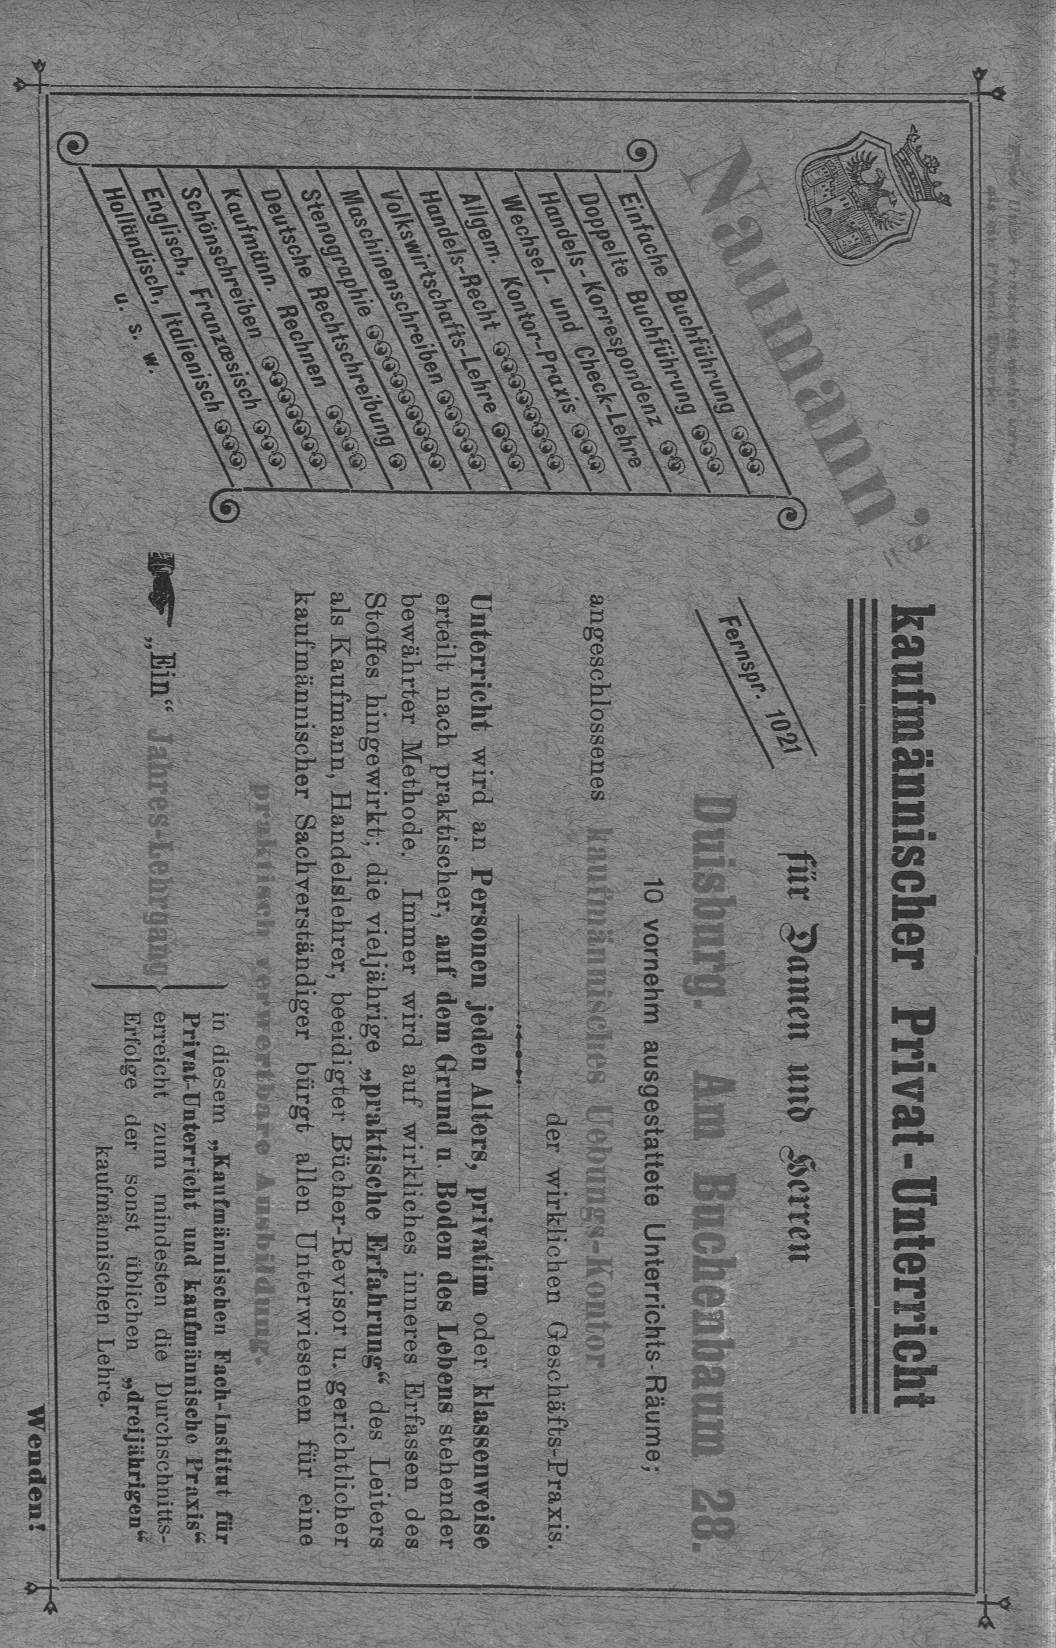 Naumann's
kaufmännischer Privat-Unterricht
für Damen und Herren
Fernspr. 1021
Duisburg. Am Buchenbaum 28.
10 vornehm ausgestattete Unterrichts-Räume;
angeschlossenes kaufmännisches Uebungs-Kontor
der wirklichen Geschäfts-Praxis.
Einfache Buchführung
Doppelte Buchführung
Handels-Korrespondenz
Wechsel- und Check-Lehre
Allgem. Kontor-Praxis
Handels-Recht
Volkswirtschafts-Lehre
Maschinenschreiben
Stenographie
Deutsche Rechtschreibung
Kaufmänn. Rechnen
Schönschreiben
Englisch, Französisch
Holländisch, Italienisch
u. s. w.
Unterricht wird an Personen jeden Alters, privatim oder klassenweise
erteilt nach praktischer, auf dem Grund u. Boden des Lebens stehender
bewährter Methode. Immer wird auf wirkliches inneres Erfassen des
Stoffes hingewirkt; die vieljährige „praktische Erfahrung“ des Leiters
als Kaufmann, Handelslehrer, beeidigter Bücher-Revisor u. gerichtlicher
kaufmännischer Sachverständiger bürgt allen Unterwiesenen für eine
praktisch verwertbare Ausbildung.
„Ein“ Jahres-Lehrgang
in diesem „Kaufmännischen Fach-Institut für
Privat-Unterricht und kaufmännische Praxis“
erreicht zum mindesten die Durchschnitts-
Erfolge der sonst üblichen „dreijährigen“
kaufmännischen Lehre.
Wenden!